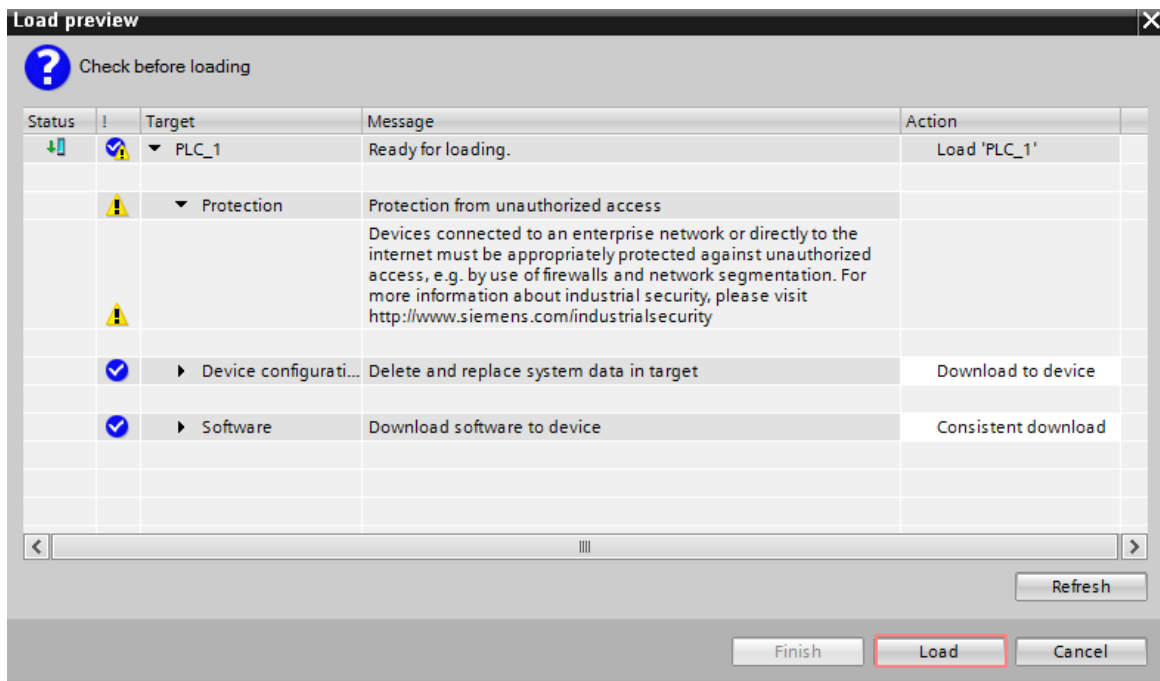 Load preview
Check before loading
Status ! Target Message Action
PLC_1 Ready for loading. Load 'PLC_1'
Protection Protection from unauthorized access
Devices connected to an enterprise network or directly to the
internet must be appropriately protected against unauthorized
access, e.g. by use of firewalls and network segmentation. For
more information about industrial security, please visit
http://www.siemens.com/industrialsecurity
Device configurati... Delete and replace system data in target Download to device
Software Download software to device Consistent download
Refresh
Finish Load Cancel